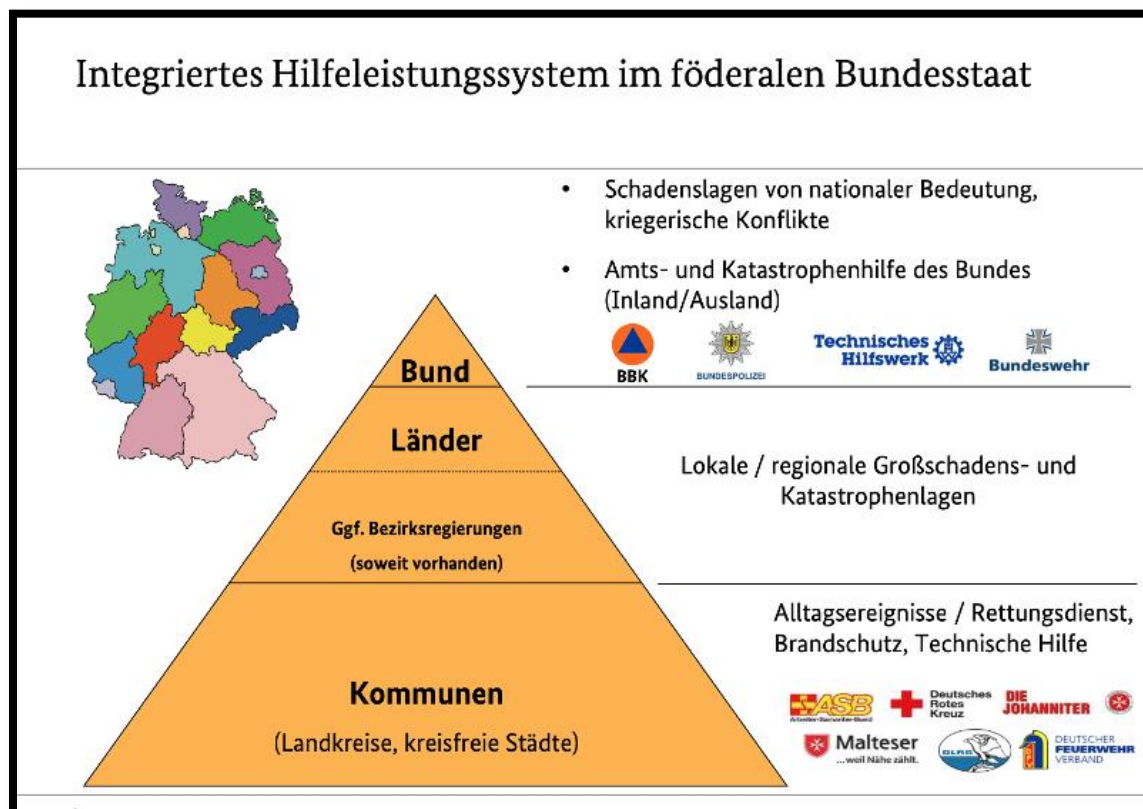 Integriertes Hilfeleistungssystem im föderalen Bundesstaat
• Schadenslagen von nationaler Bedeutung,
kriegerische Konflikte
• Amts- und Katastrophenhilfe des Bundes
(Inland/Ausland)
BBK
BUNDESPOLIZEI
Technisches
Hilfswerk
Bundeswehr
Bund
Länder
Lokale / regionale Großschadens- und
Katastrophenlagen
Ggf. Bezirksregierungen
(soweit vorhanden)
Alltagsereignisse / Rettungsdienst,
Brandschutz, Technische Hilfe
Kommunen
(Landkreise, kreisfreie Städte)
ASB
Arbeiter-Samariter-Bund
Deutsches
Rotes
Kreuz
DIE
JOHANNITER
Malteser
...weil Nähe zählt.
DLRG
DEUTSCHER
FEUERWEHR
VERBAND